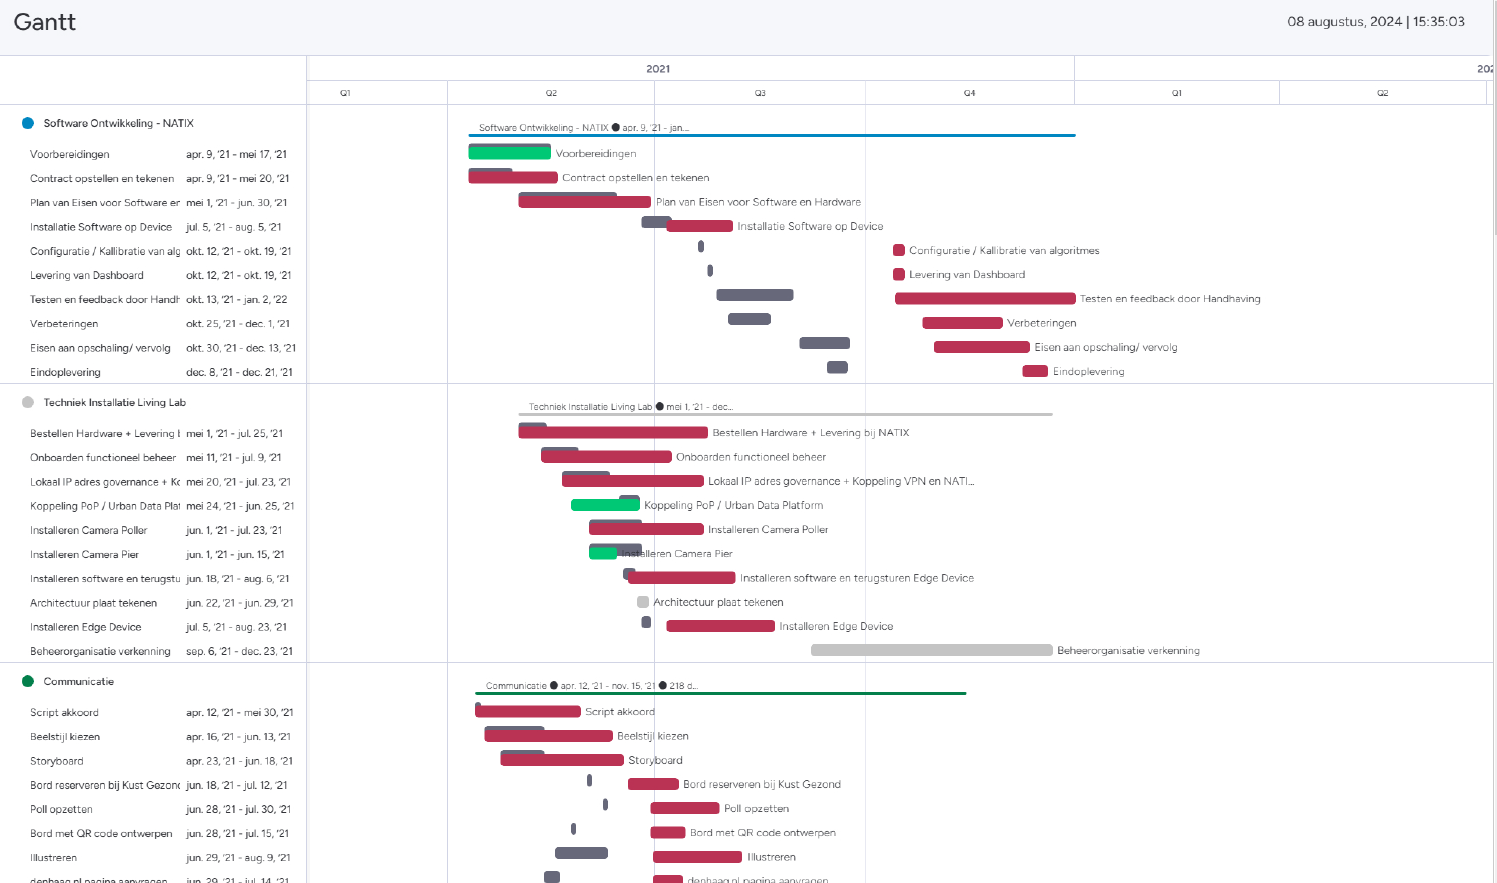 Gantt
08 augustus, 2024 | 15:35:03
2021
Q1 Q2 Q3 Q4 Q1 Q2
Software Ontwikkeling - NATIX
Software Ontwikkeling - NATIX ● apr. 9, '21 - jan....
Voorbereidingen apr. 9, '21 - mei 17, '21 Voorbereidingen
Contract opstellen en tekenen apr. 9, '21 - mei 20, '21 Contract opstellen en tekenen
Plan van Eisen voor Software en mei 1, '21 - jun. 30, '21 Plan van Eisen voor Software en Hardware
Installatie Software op Device jul. 5, '21 - aug. 5, '21 Installatie Software op Device
Configuratie / Kallibratie van alg okt. 12, '21 - okt. 19, '21 Configuratie / Kallibratie van algoritmes
Levering van Dashboard okt. 12, '21 - okt. 19, '21 Levering van Dashboard
Testen en feedback door Handh okt. 13, '21 - jan. 2, '22 Testen en feedback door Handhaving
Verbeteringen okt. 25, '21 - dec. 1, '21 Verbeteringen
Eisen aan opschaling/ vervolg okt. 30, '21 - dec. 13, '21 Eisen aan opschaling/ vervolg
Eindoplevering dec. 8, '21 - dec. 21, '21 Eindoplevering
Techniek Installatie Living Lab
Techniek Installatie Living Lab ● mei 1, '21 - dec...
Bestellen Hardware + Levering mei 1, '21 - jul. 25, '21 Bestellen Hardware + Levering bij NATIX
Onboarden functioneel beheer mei 11, '21 - jul. 9, '21 Onboarden functioneel beheer
Lokaal IP adres governance + Ko mei 20, '21 - jul. 23, '21 Lokaal IP adres governance + Koppeling VPN en NATI...
Koppeling PoP / Urban Data Plat mei 24, '21 - jun. 25, '21 Koppeling PoP / Urban Data Platform
Installeren Camera Poller jun. 1, '21 - jul. 23, '21 Installeren Camera Poller
Installeren Camera Pier jun. 1, '21 - jun. 15, '21 Installeren Camera Pier
Installeren software en terugstu jun. 18, '21 - aug. 6, '21 Installeren software en terugsturen Edge Device
Architectuur plaat tekenen jun. 22, '21 - jun. 29, '21 Architectuur plaat tekenen
Installeren Edge Device jul. 5, '21 - aug. 23, '21 Installeren Edge Device
Beheerorganisatie verkenning sep. 6, '21 - dec. 23, '21 Beheerorganisatie verkenning
Communicatie
Communicatie ● apr. 12, '21 - nov. 15, '21 ● 218 d...
Script akkoord apr. 12, '21 - mei 30, '21 Script akkoord
Beelstijl kiezen apr. 16, '21 - jun. 13, '21 Beelstijl kiezen
Storyboard apr. 23, '21 - jun. 18, '21 Storyboard
Bord reserveren bij Kust Gezond jun. 18, '21 - jul. 12, '21 Bord reserveren bij Kust Gezond
Poll opzetten jun. 28, '21 - jul. 30, '21 Poll opzetten
Bord met QR code ontwerpen jun. 28, '21 - jul. 15, '21 Bord met QR code ontwerpen
Illustreren jun. 29, '21 - aug. 9, '21 Illustreren
denhaag.nl pagina aanvragen jun. 29, '21 - jul. 14, '21 denhaag.nl pagina aanvragen